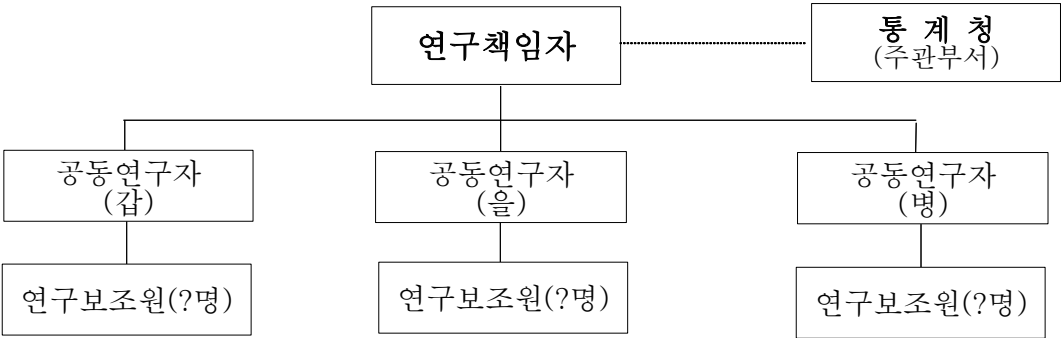 연구책임자
통 계 청
(주관부서)
공동연구자
(갑)
공동연구자
(을)
공동연구자
(병)
연구보조원(?명)
연구보조원(?명)
연구보조원(?명)